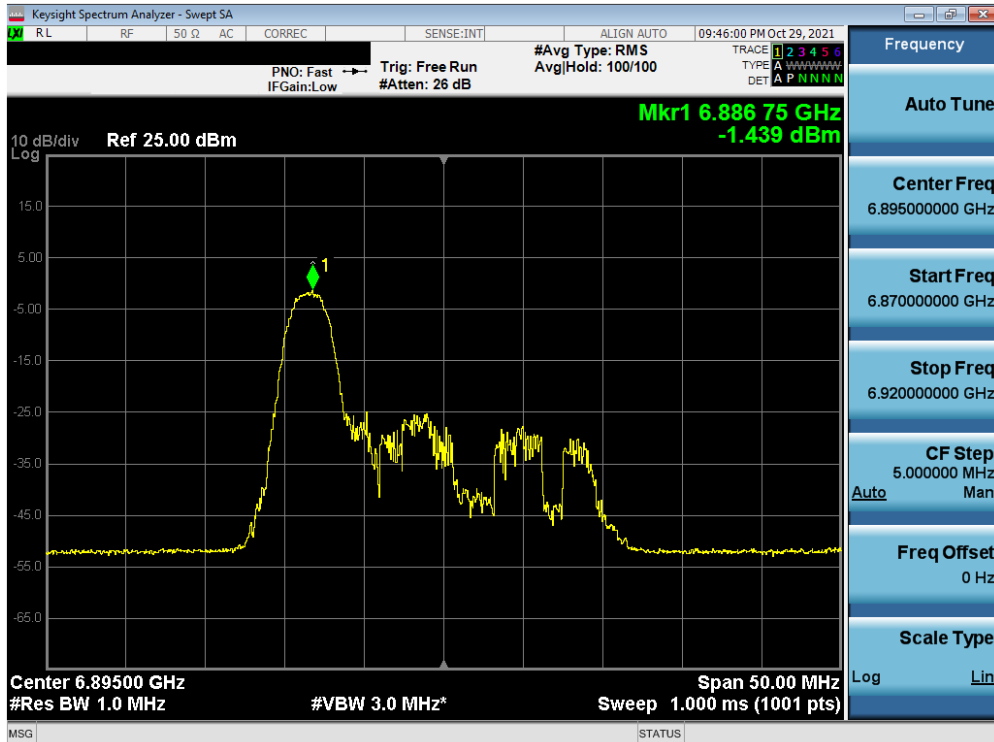 Keysight Spectrum Analyzer - Swept SA
LXI RL RF 50 Ω AC CORREC SENSE:INT ALIGN AUTO 09:46:00 PM Oct 29, 2021
PNO: Fast
IFGain:Low
Trig: Free Run
#Atten: 26 dB
#Avg Type: RMS
Avg|Hold: 100/100
TRACE 1 2 3 4 5 6
TYPE A WWWWW
DET A P N N N N
Mkr1 6.886 75 GHz
-1.439 dBm
10 dB/div Ref 25.00 dBm
Log
15.0
5.00
-5.00
-15.0
-25.0
-35.0
-45.0
-55.0
-65.0
1
Center 6.89500 GHz Span 50.00 MHz
#Res BW 1.0 MHz #VBW 3.0 MHz* Sweep 1.000 ms (1001 pts)
MSG STATUS
Frequency
Auto Tune
Center Freq
6.895000000 GHz
Start Freq
6.870000000 GHz
Stop Freq
6.920000000 GHz
CF Step
5.000000 MHz
Auto Man
Freq Offset
0 Hz
Scale Type
Log Lin